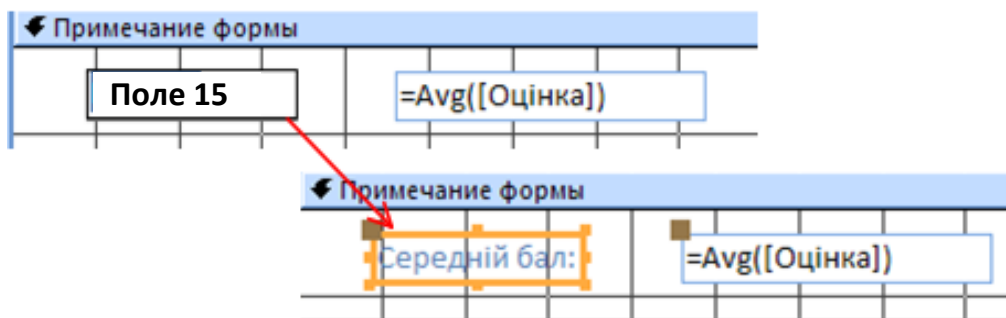 Примечание формы
Поле 15 =Avg([Оцінка])
Примечание формы
Середній бал: =Avg([Оцінка])